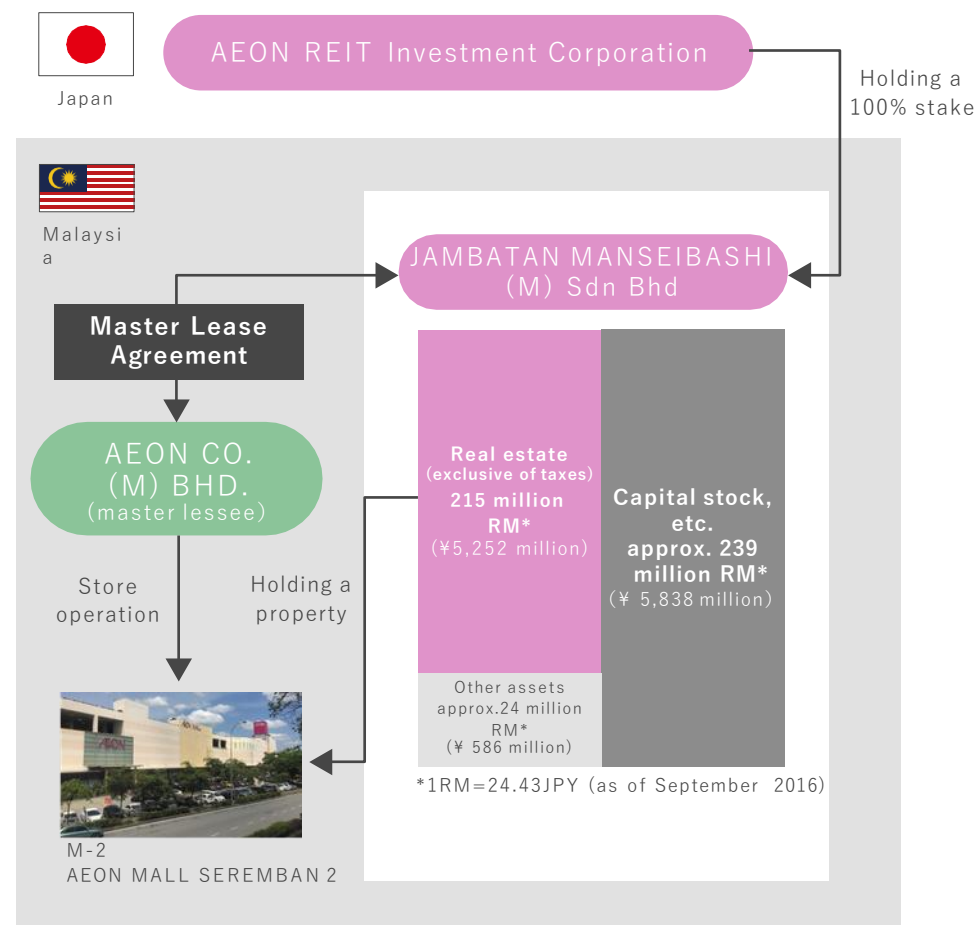 AEON REIT Investment Corporation
Japan
Holding a
100% stake
Malaysi
a
JAMBATAN MANSEIBASHI
(M) Sdn Bhd
Master Lease
Agreement
AEON CO.
(M) BHD.
(master lessee)
Real estate
(exclusive of taxes)
215 million
RM*
(¥5,252 million)
Capital stock,
etc.
approx. 239
million RM*
(¥ 5,838 million)
Store
operation
Holding a
property
Other assets
approx.24 million
RM*
(¥ 586 million)
*1RM=24.43JPY (as of September 2016)
AEON
M-2
AEON MALL SEREMBAN 2